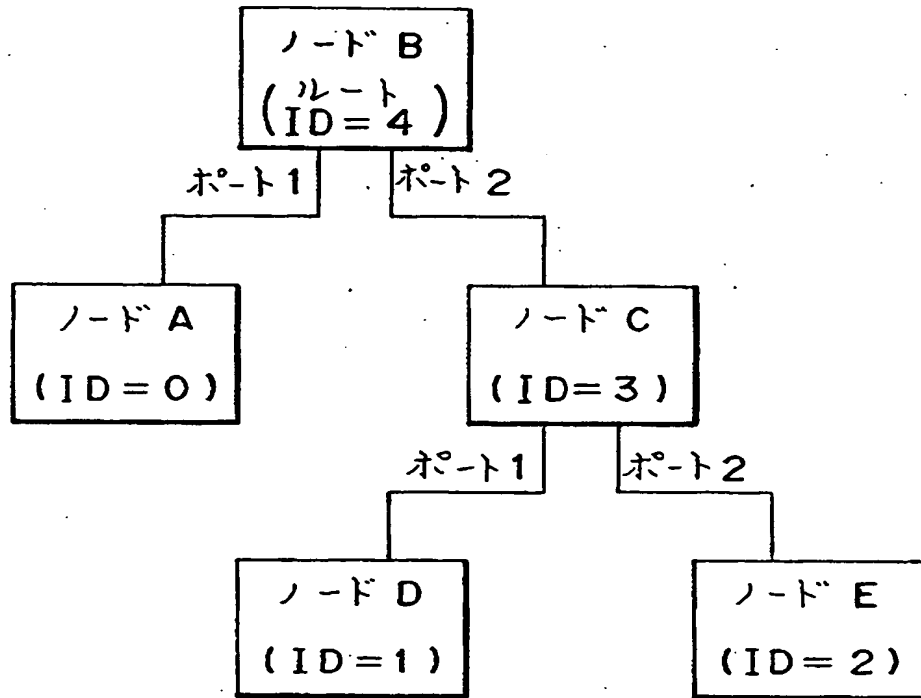 ノード B
(ルート
ID=4)
ポート1
ポート2
ノード A
(ID=0)
ノード C
(ID=3)
ポート1
ポート2
ノード D
(ID=1)
ノード E
(ID=2)